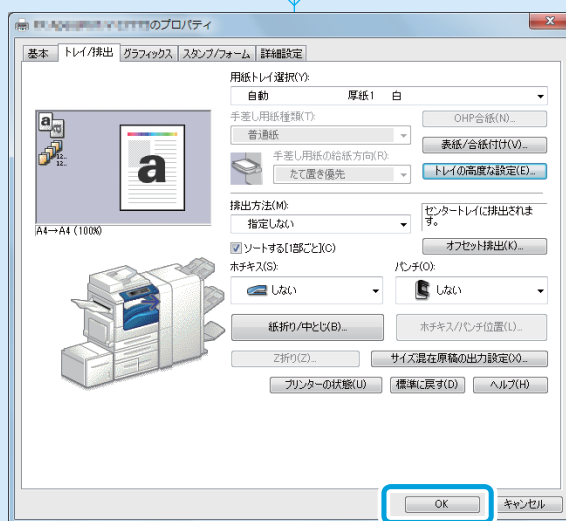 のプロパティ
基本 トレイ/排出 グラフィックス スタンプ/フォーム 詳細設定
用紙トレイ選択(Y):
自動 厚紙1 白
手差し用紙種類(T):
普通紙
OHP合紙(N)...
表紙/合紙付け(V)...
手差し用紙の給紙方向(R):
たて置き優先
トレイの高度な設定(E)...
a
a
12..
12..
a
A4→A4 (100%)
排出方法(M):
指定しない
センタートレイに排出されま
す。
ソートする[1部ごと](C)
オフセット排出(K)...
ホチキス(S):
しない
パンチ(O):
しない
紙折り/中とじ(B)...
ホチキス/パンチ位置(L)...
Z折り(Z)...
サイズ混在原稿の出力設定(X)...
プリンターの状態(U)
標準に戻す(D)
ヘルプ(H)
OK
キャンセル